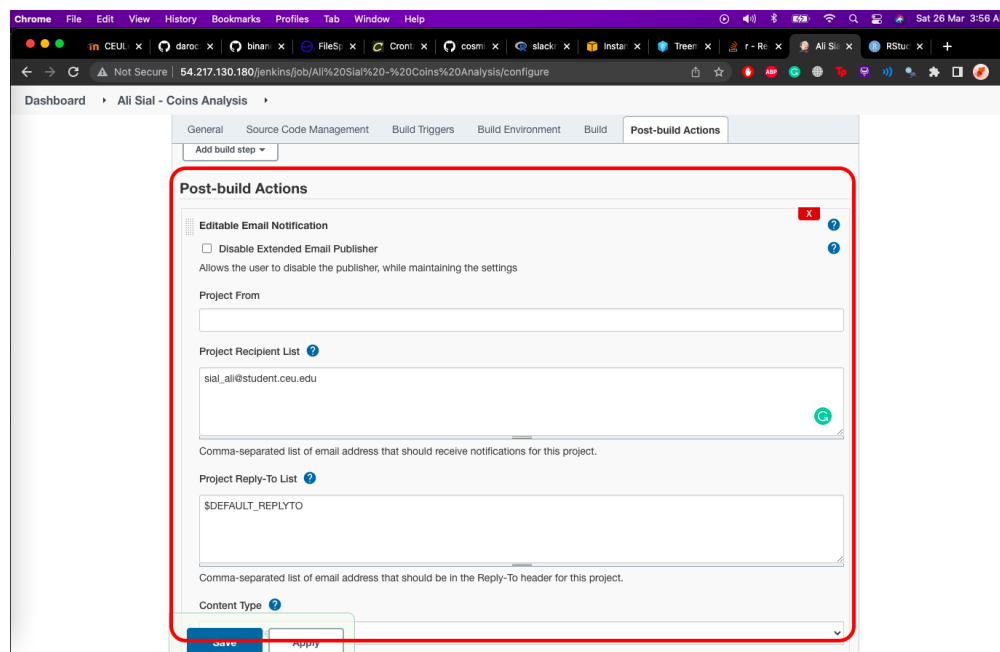 Chrome File Edit View History Bookmarks Profiles Tab Window Help Sat 26 Mar 3:56 A
CEUL daroc binan FileSp Cront cosmi slackr Instan Treem r - Re Ali Sia RStud
Not Secure 54.217.130.180/jenkins/job/Ali%20Sial%20-%20Coins%20Analysis/configure ABP
Dashboard Ali Sial - Coins Analysis
General Source Code Management Build Triggers Build Environment Build Post-build Actions
Add build step
Post-build Actions
X
Editable Email Notification ?
Disable Extended Email Publisher ?
Allows the user to disable the publisher, while maintaining the settings
Project From
Project Recipient List ?
sial_ali@student.ceu.edu
Comma-separated list of email address that should receive notifications for this project.
Project Reply-To List ?
$DEFAULT_REPLYTO
Comma-separated list of email address that should be in the Reply-To header for this project.
Content Type ?
Save Apply